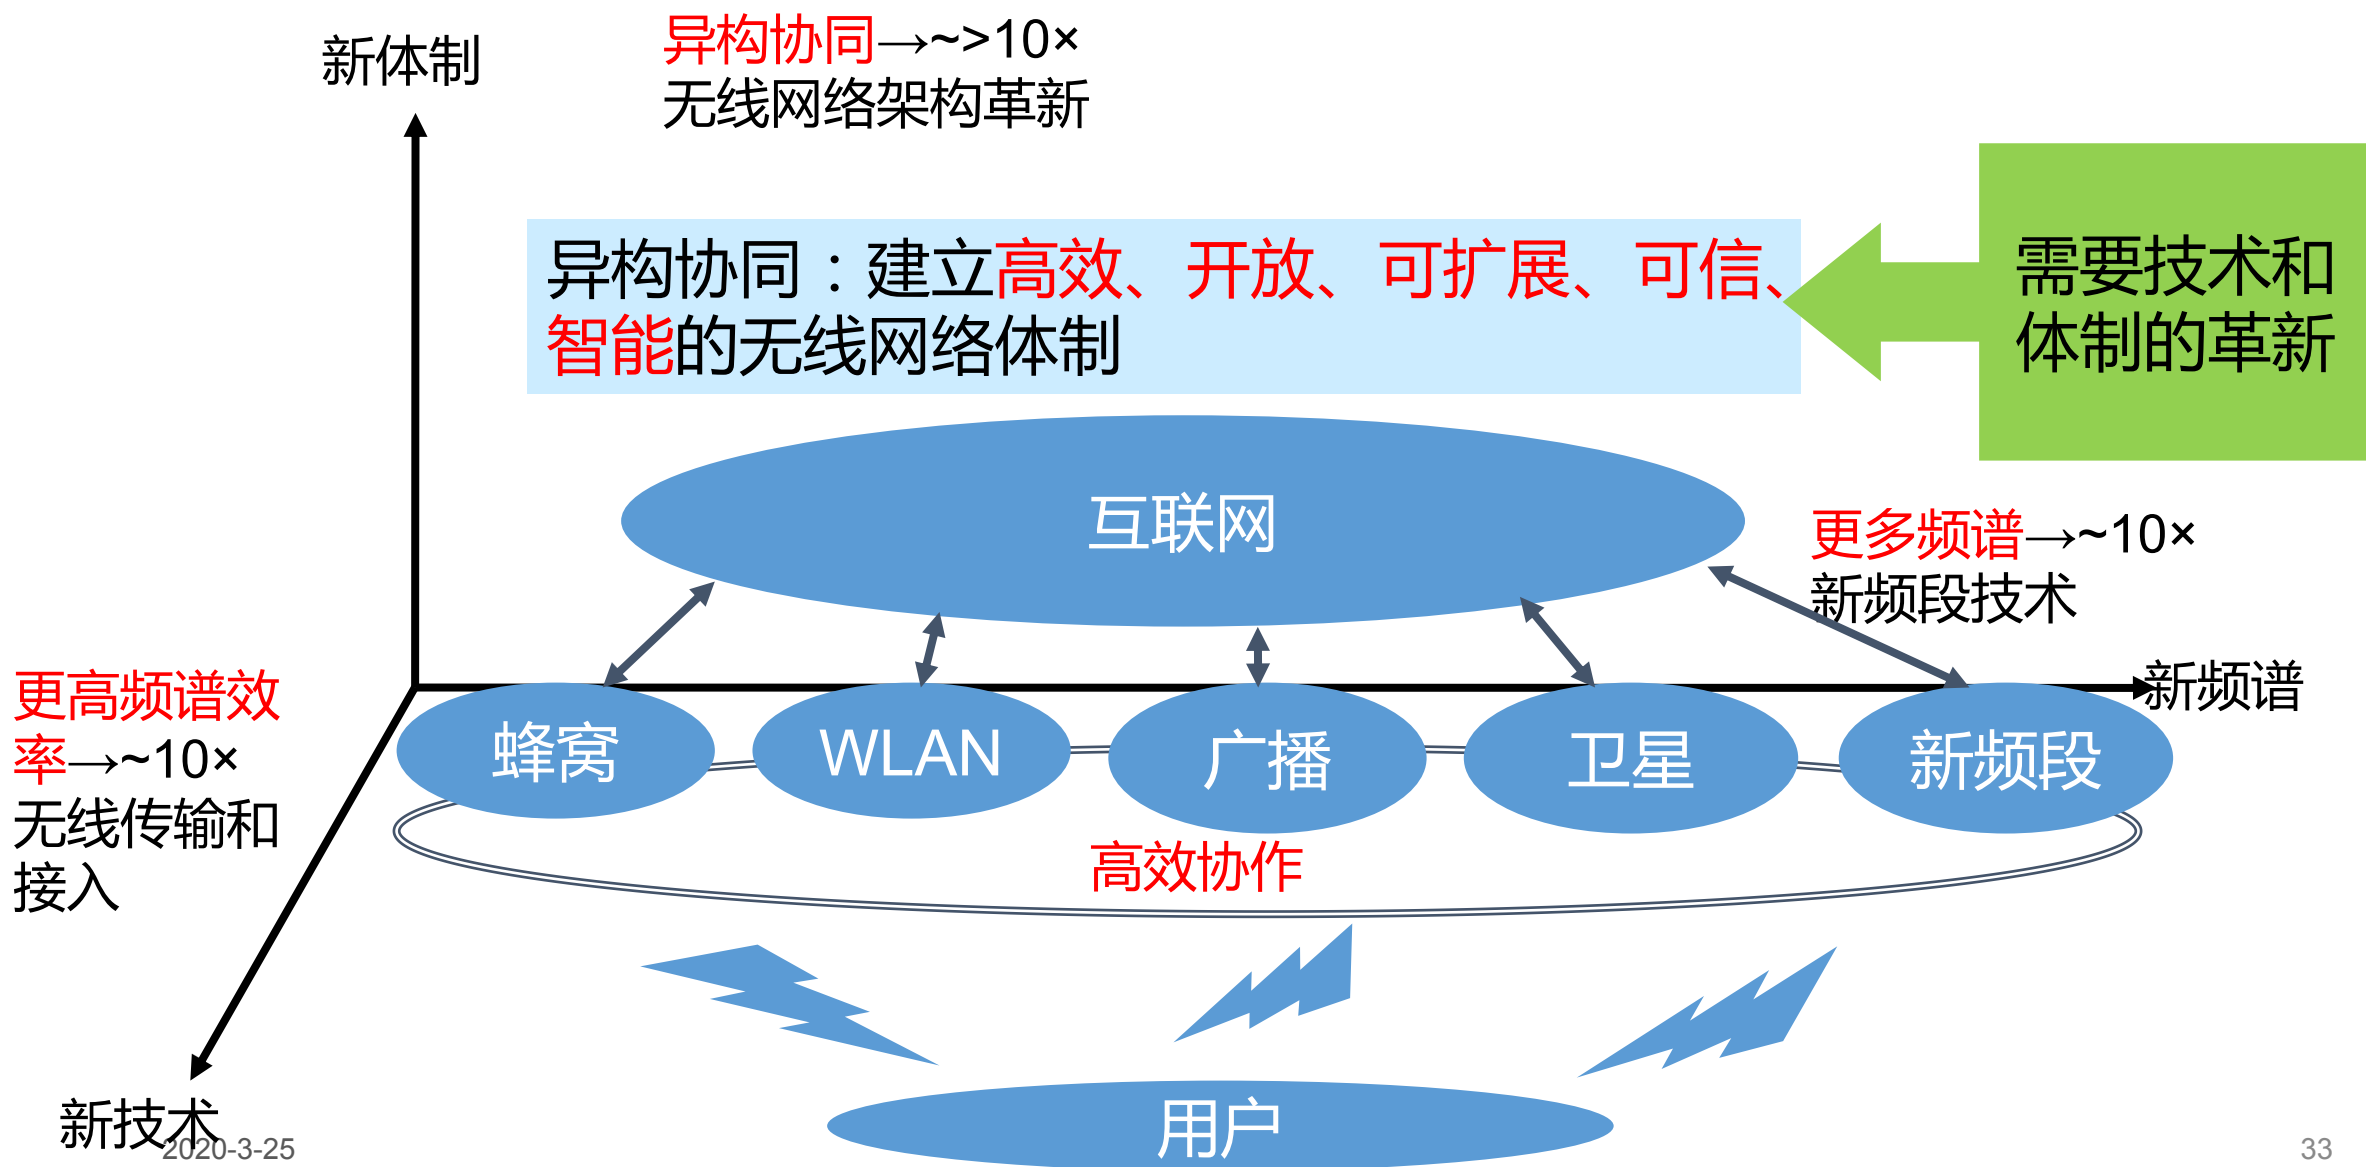 新体制
异构协同→~>10×
无线网络架构革新
异构协同：建立高效、开放、可扩展、可信、
智能的无线网络体制
需要技术和
体制的革新
互联网
更多频谱→~10×
新频段技术
新频谱
更高频谱效
率→~10×
无线传输和
接入
蜂窝
WLAN
广播
卫星
新频段
高效协作
新技术
用户
2020-3-25
33